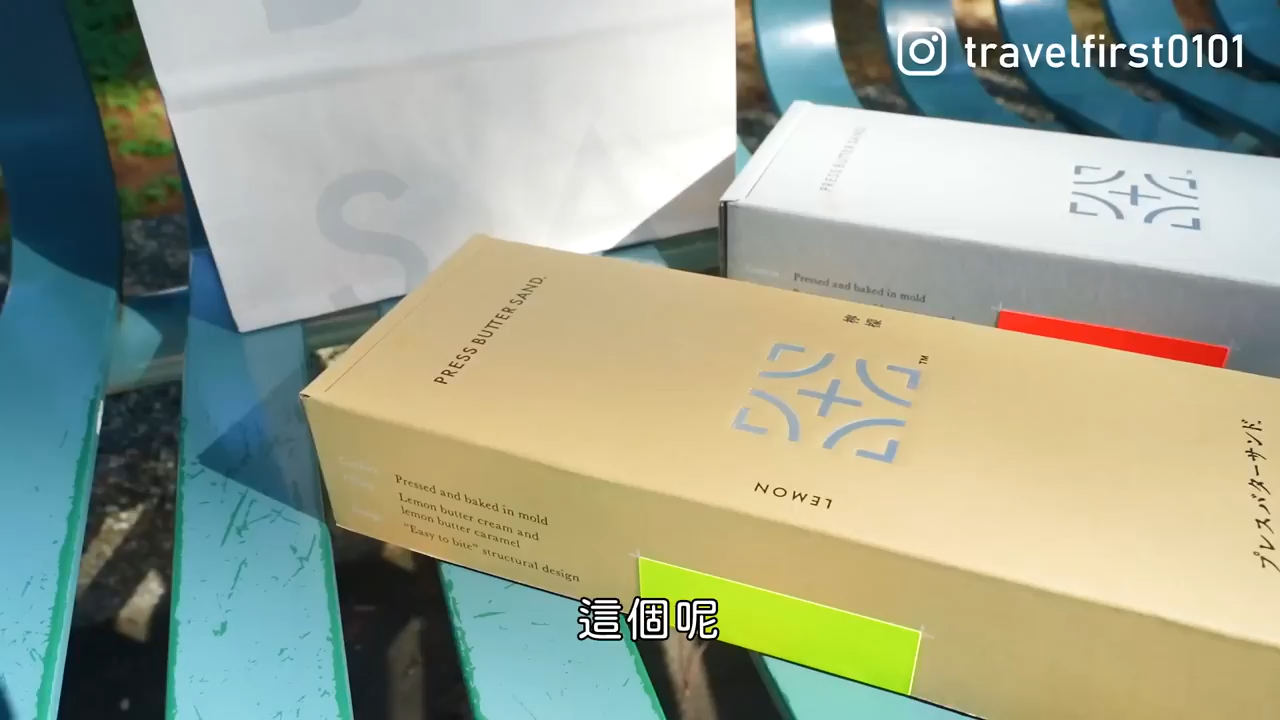 travelfirst0101
S
PRESS BUTTER SAND
Pressed and baked in mold
PRESS BUTTER SAND.
檸檬
TM
LEMON
プレスバターサンド
Pressed and baked in mold
Lemon butter cream and
lemon butter caramel
"Easy to bite" structural design
這個呢